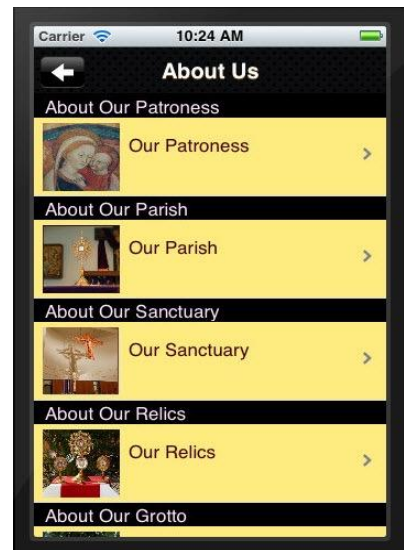 Carrier 10:24 AM
About Us
About Our Patroness
Our Patroness
About Our Parish
Our Parish
About Our Sanctuary
Our Sanctuary
About Our Relics
Our Relics
About Our Grotto